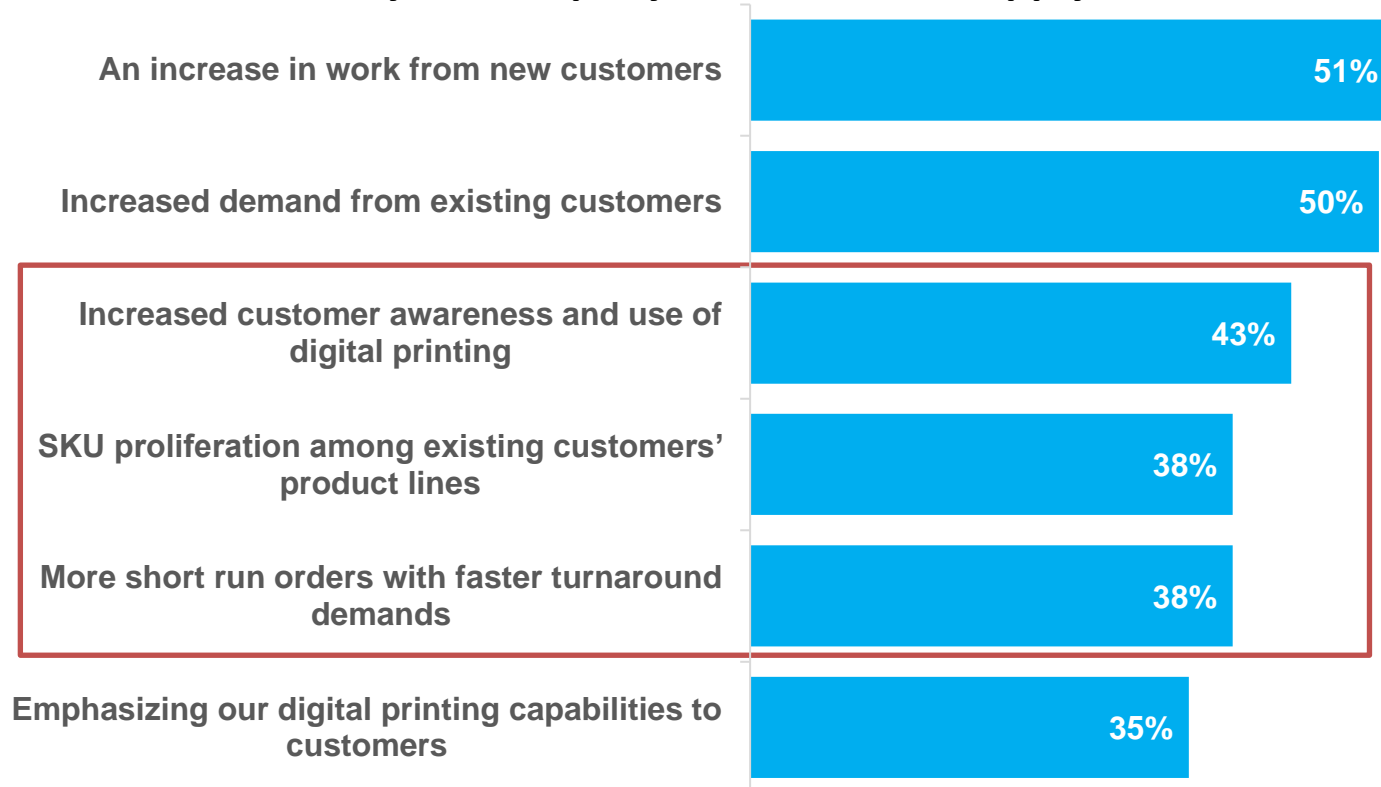 An increase in work from new customers
51%
Increased demand from existing customers
50%
Increased customer awareness and use of
digital printing
43%
SKU proliferation among existing customers’
product lines
38%
More short run orders with faster turnaround
demands
38%
Emphasizing our digital printing capabilities to
customers
35%